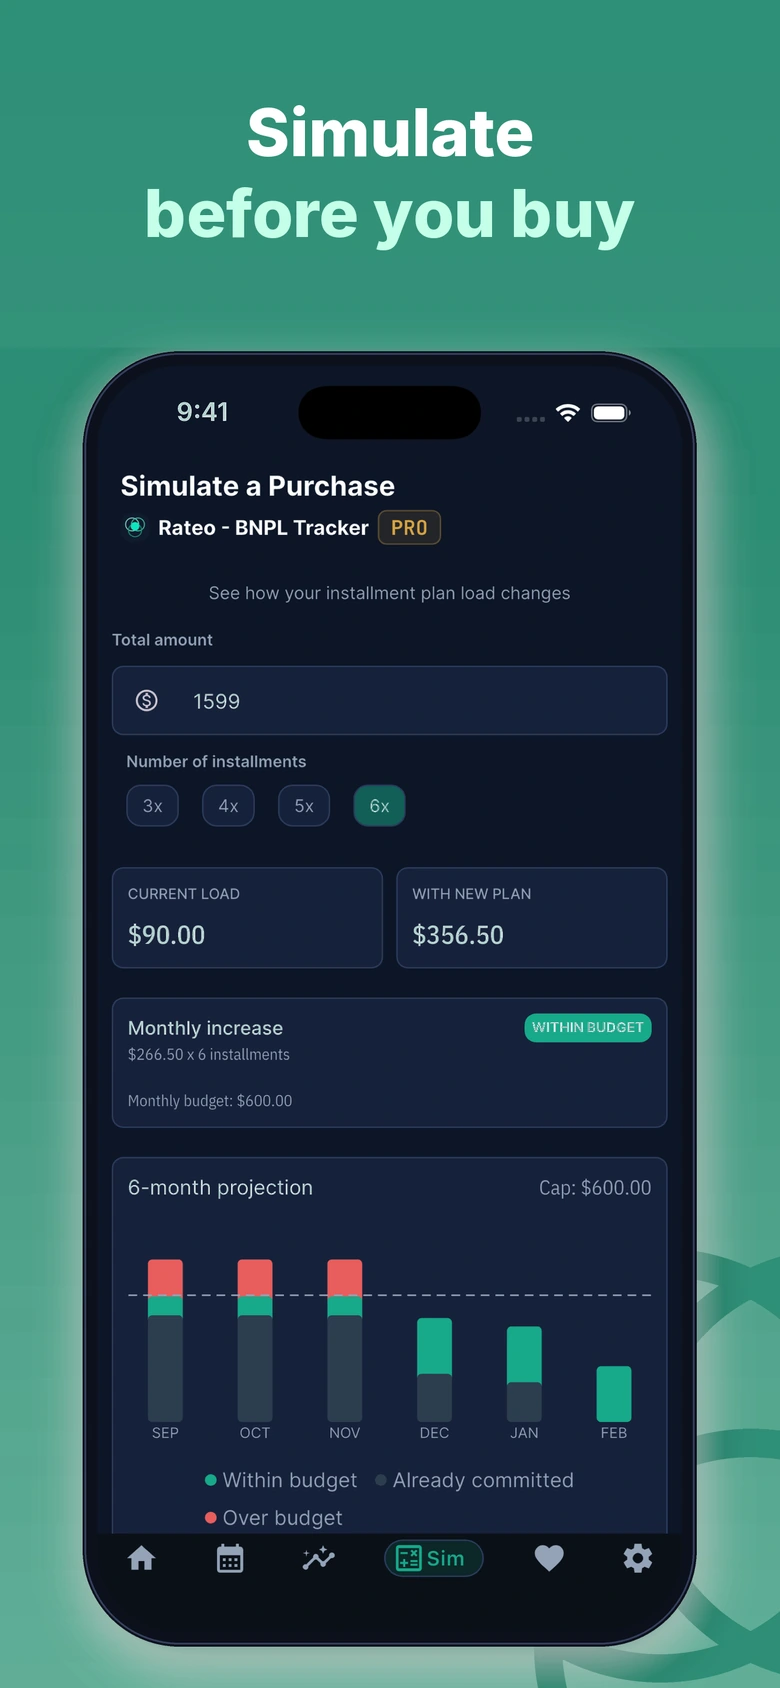 Simulate
before you buy
9:41
Simulate a Purchase
Rateo - BNPL Tracker PRO
See how your installment plan load changes
Total amount
1599
Number of installments
3x 4x 5x 6x
CURRENT LOAD WITH NEW PLAN
$90.00 $356.50
Monthly increase WITHIN BUDGET
$266.50 x 6 installments
Monthly budget: $600.00
6-month projection Cap: $600.00
SEP OCT NOV DEC JAN FEB
Within budget Already committed
Over budget
Sim